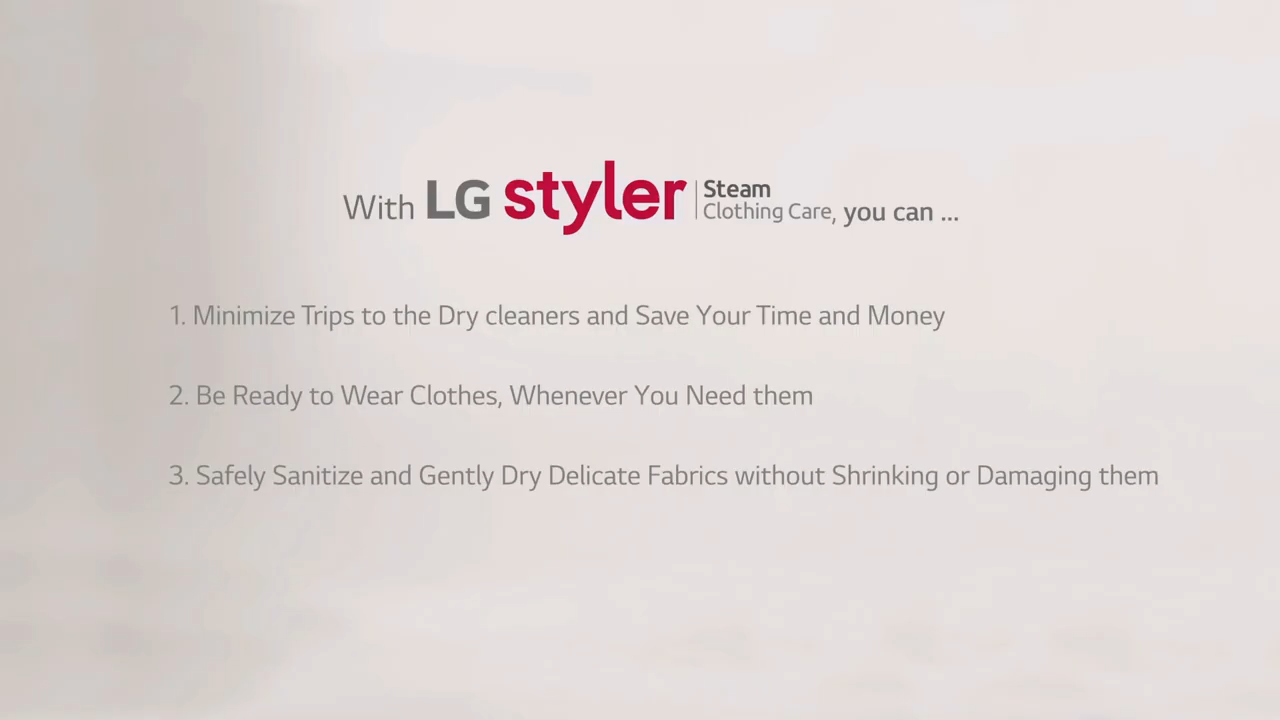 With LG styler | Steam Clothing Care, you can ...
1. Minimize Trips to the Dry cleaners and Save Your Time and Money
2. Be Ready to Wear Clothes, Whenever You Need them
3. Safely Sanitize and Gently Dry Delicate Fabrics without Shrinking or Damaging them